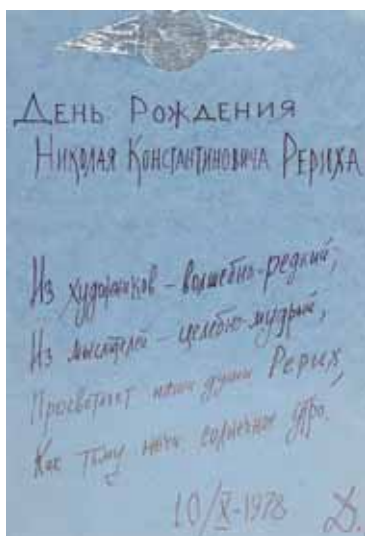 День Рождения
Николая Константиновича Рериха
Из художников – волшебно-редкий,
Из мыслителей – целебно-мудрый,
Просветляет наши души Рерих,
Как тьму ночи солнечное утро.
10/X-1978 Д.